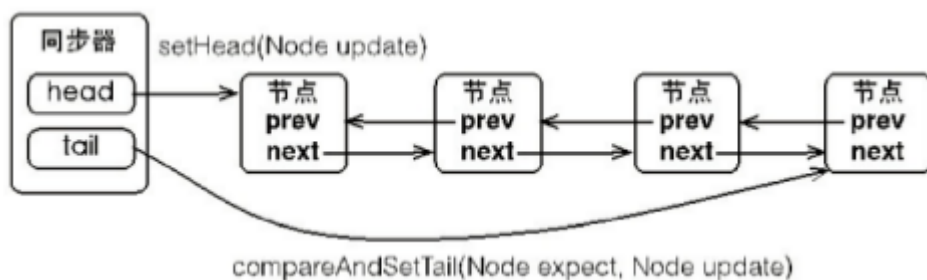 同步器
setHead(Node update)
head
tail
节点
prev
next
节点
prev
next
节点
prev
next
节点
prev
next
compareAndSetTail(Node expect, Node update)